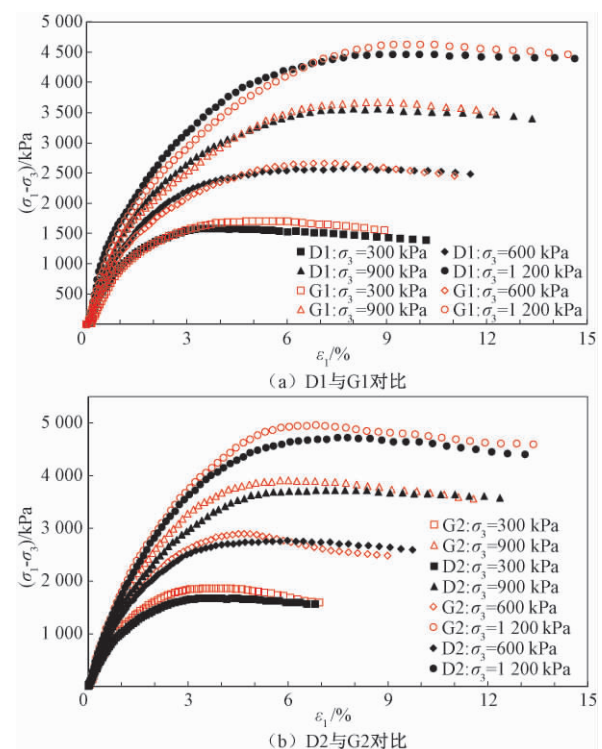 5 000
4 500
4 000
3 500
3 000
2 500
2 000
1 500
1 000
500
(σ₁-σ₃)/kPa
D1:σ₃=300 kPa D1:σ₃=600 kPa
D1:σ₃=900 kPa D1:σ₃=1 200 kPa
G1:σ₃=300 kPa G1:σ₃=600 kPa
G1:σ₃=900 kPa G1:σ₃=1 200 kPa
0 3 6 9 12 15
ε₁/%
(a) D1与G1对比
5 000
4 000
3 000
2 000
1 000
(σ₁-σ₃)/kPa
G2:σ₃=300 kPa
G2:σ₃=900 kPa
D2:σ₃=300 kPa
D2:σ₃=900 kPa
G2:σ₃=600 kPa
G2:σ₃=1 200 kPa
D2:σ₃=600 kPa
D2:σ₃=1 200 kPa
0 3 6 9 12 15
ε₁/%
(b) D2与G2对比